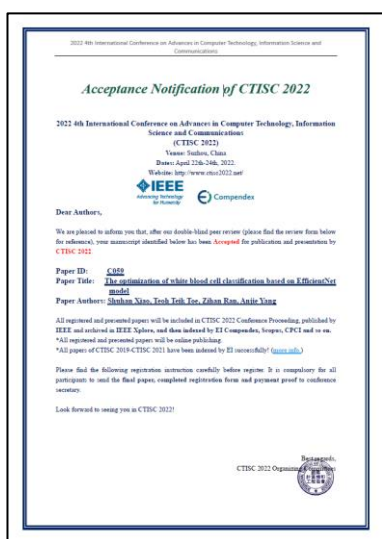 2022 4th International Conference on Advances in Computer Technology, Information Science and
Communications
Acceptance Notification of CTISC 2022
2022 4th International Conference on Advances in Computer Technology, Information
Science and Communications
(CTISC 2022)
Venue: Suzhou, China
Dates: April 22th-24th, 2022.
Website: http://www.ctisc2022.net/
IEEE
Advancing Technology
for Humanity
Compendex
Dear Authors,
We are pleased to inform you that, after our double-blind peer review (please find the review form below
for reference), your manuscript identified below has been Accepted for publication and presentation by
CTISC 2022.
Paper ID: C059
Paper Title: The optimization of white blood cell classification based on EfficientNet
model
Paper Authors: Shuhan Xiao, Teoh Teik Toe, Zihan Ran, Anjie Yang
All registered and presented papers will be included in CTISC 2022 Conference Proceeding, published by
IEEE and archived in IEEE Xplore, and then indexed by EI Compendex, Scopus, CPCI and so on.
*All registered and presented papers will be online publishing.
*All papers of CTISC 2019-CTISC 2021 have been indexed by EI successfully! (more info.)
Please find the following registration instruction carefully before register. It is compulsory for all
participants to send the final paper, completed registration form and payment proof to conference
secretary.
Look forward to seeing you in CTISC 2022!
Best regards,
CTISC 2022 Organizing Committee